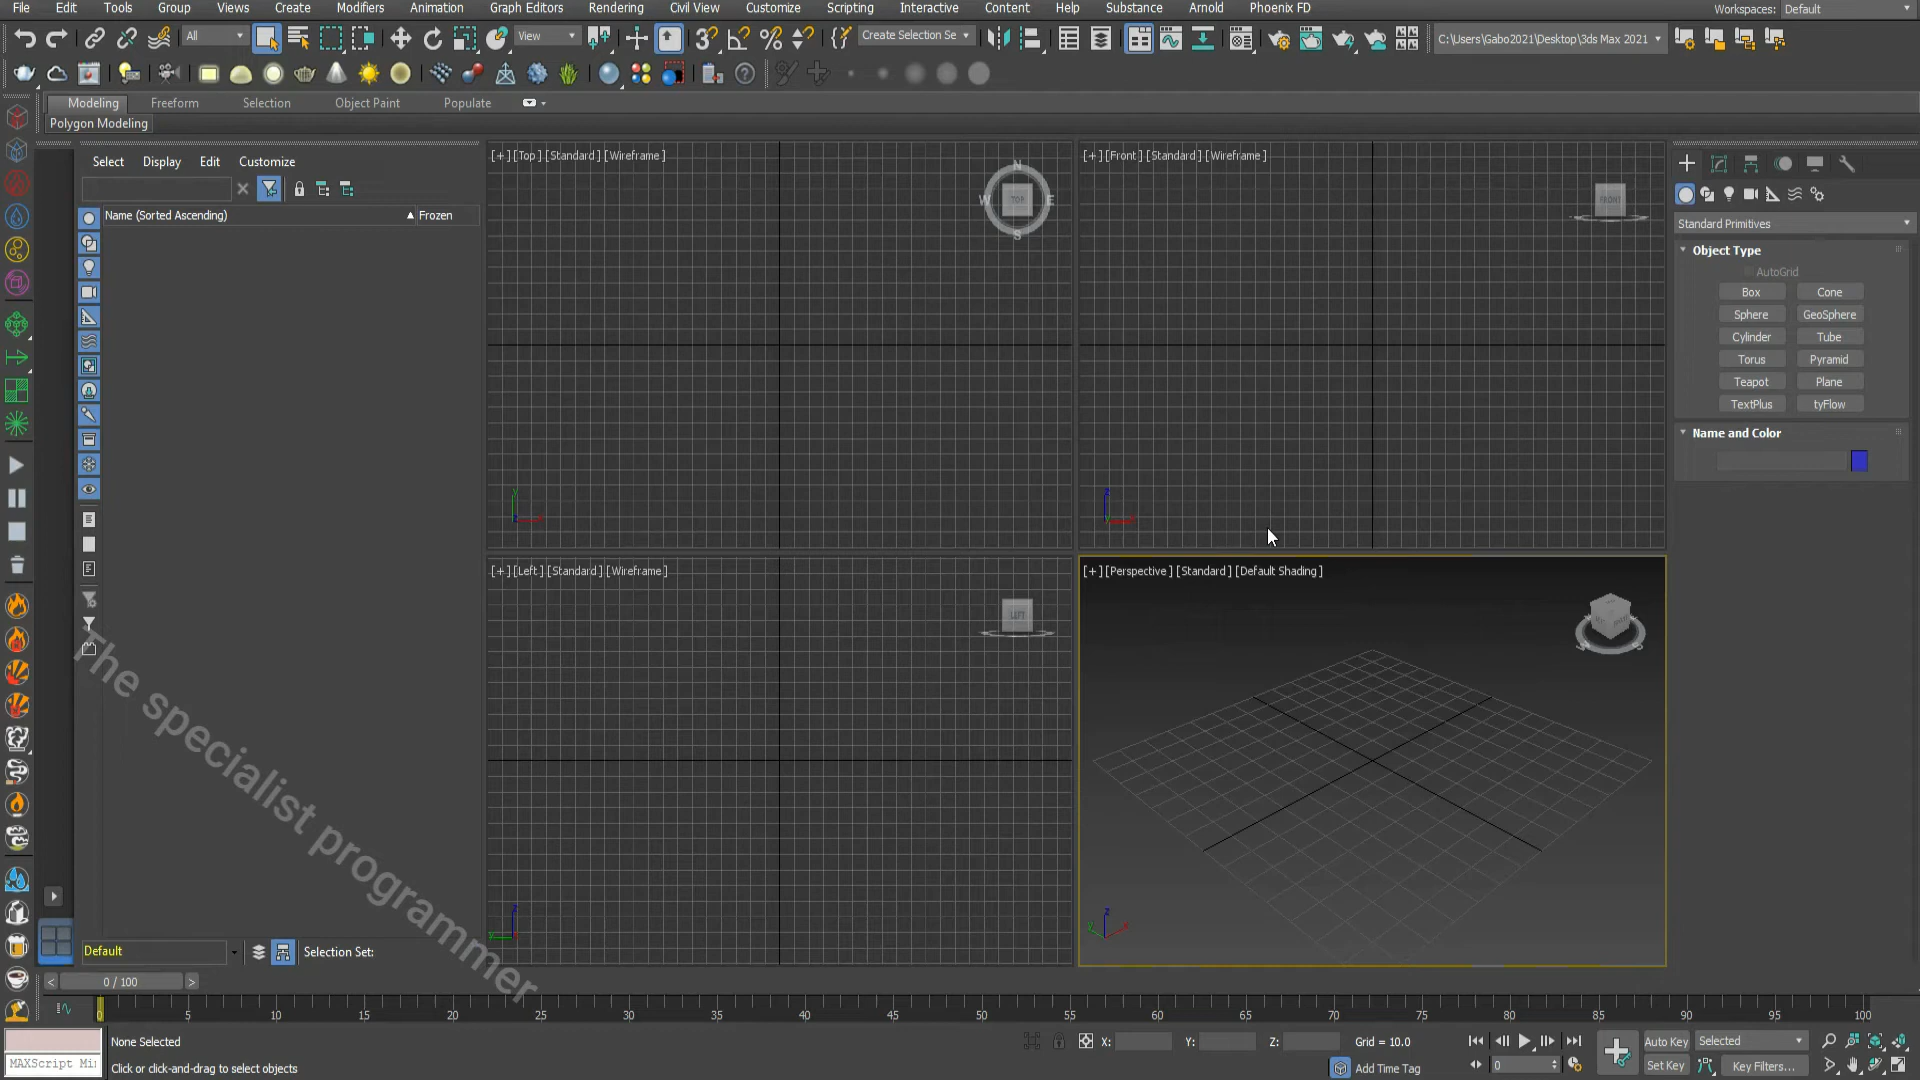 File Edit Tools Group Views Create Modifiers Animation Graph Editors Rendering Civil View Customize Scripting Interactive Content Help Substance Arnold Phoenix FD Workspaces: Default
All View Create Selection Se C:\Users\Gabo2021\Desktop\3ds Max 2021
Modeling Freeform Selection Object Paint Populate
Polygon Modeling
Select Display Edit Customize
Name (Sorted Ascending) Frozen
[+] [Top] [Standard] [Wireframe]
N
W TOP E
S
[+] [Front] [Standard] [Wireframe]
FRONT
Standard Primitives
Object Type
AutoGrid
Box Cone
Sphere GeoSphere
Cylinder Tube
Torus Pyramid
Teapot Plane
TextPlus tyFlow
Name and Color
[+] [Left] [Standard] [Wireframe]
LEFT
[+] [Perspective] [Standard] [Default Shading]
The specialist programmer
Default Selection Set:
< 0 / 100 >
0 5 10 15 20 25 30 35 40 45 50 55 60 65 70 75 80 85 90 95 100
None Selected X: Y: Z: Grid = 10.0 Auto Key Selected
MAXScript Mi Click or click-and-drag to select objects Add Time Tag 0 Set Key Key Filters...